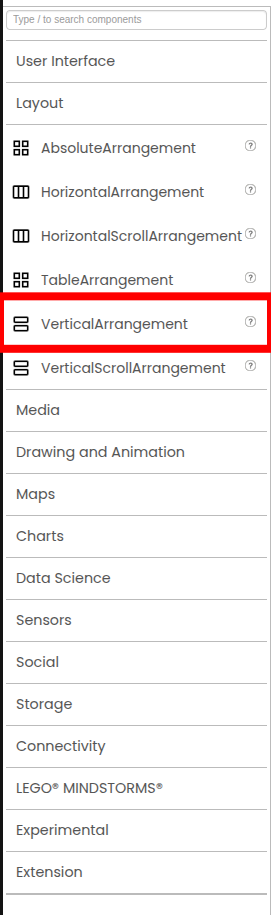 Type / to search components
User Interface
Layout
AbsoluteArrangement ?
HorizontalArrangement ?
HorizontalScrollArrangement ?
TableArrangement ?
VerticalArrangement ?
VerticalScrollArrangement ?
Media
Drawing and Animation
Maps
Charts
Data Science
Sensors
Social
Storage
Connectivity
LEGO® MINDSTORMS®
Experimental
Extension